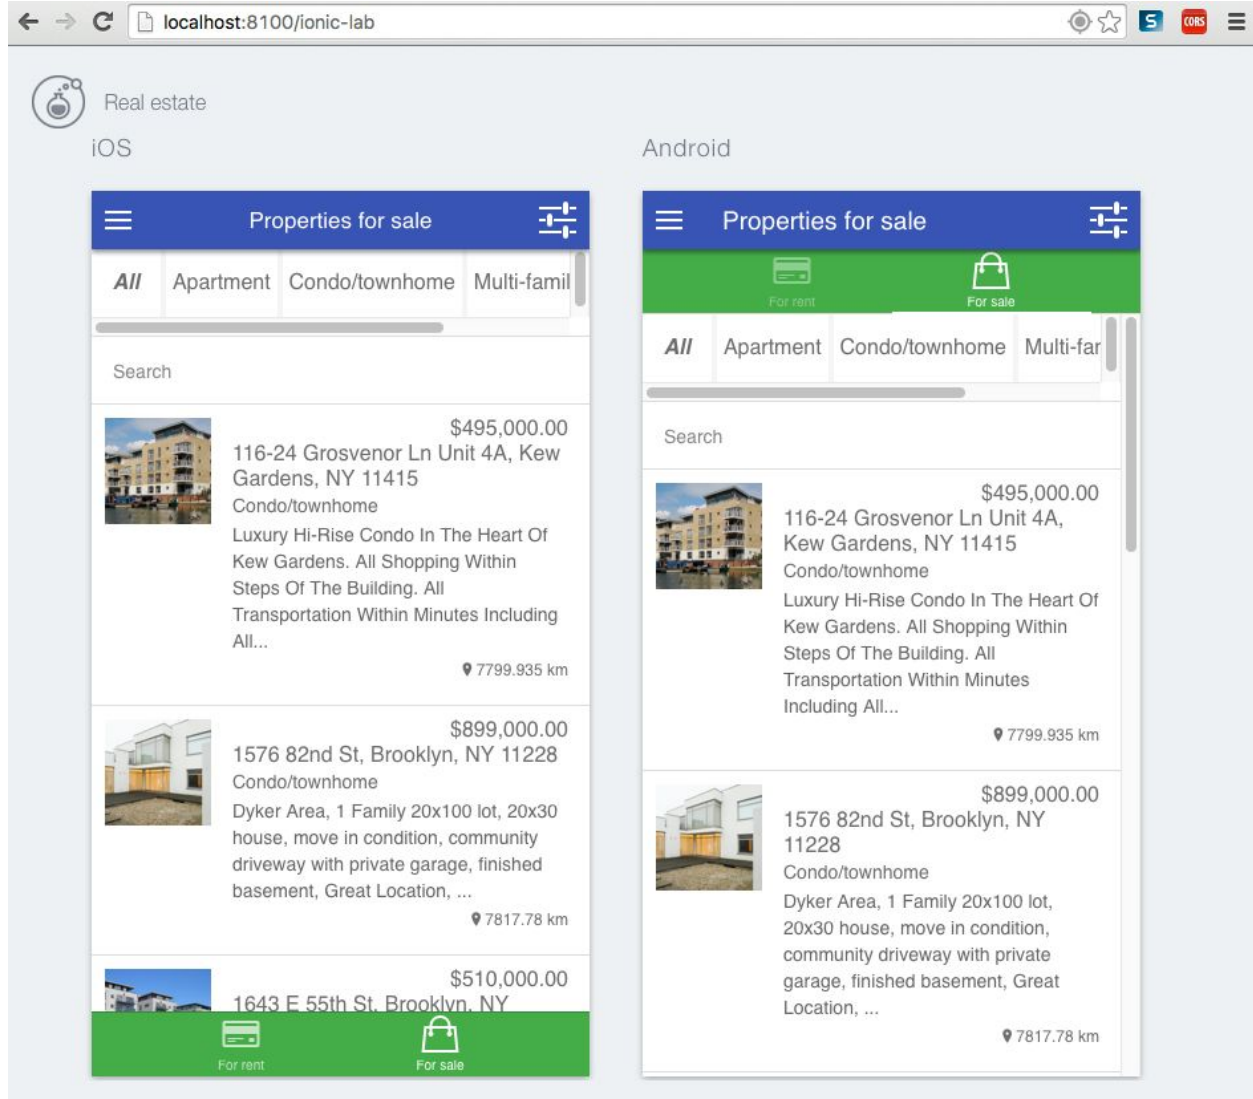 localhost:8100/ionic-lab
S
CORS
Real estate
iOS
Properties for sale
All Apartment Condo/townhome Multi-famil
Search
$495,000.00
116-24 Grosvenor Ln Unit 4A, Kew
Gardens, NY 11415
Condo/townhome
Luxury Hi-Rise Condo In The Heart Of
Kew Gardens. All Shopping Within
Steps Of The Building. All
Transportation Within Minutes Including
All...
7799.935 km
$899,000.00
1576 82nd St, Brooklyn, NY 11228
Condo/townhome
Dyker Area, 1 Family 20x100 lot, 20x30
house, move in condition, community
driveway with private garage, finished
basement, Great Location, ...
7817.78 km
$510,000.00
1643 E 55th St, Brooklyn, NY
For rent For sale
Android
Properties for sale
For rent For sale
All Apartment Condo/townhome Multi-far
Search
$495,000.00
116-24 Grosvenor Ln Unit 4A,
Kew Gardens, NY 11415
Condo/townhome
Luxury Hi-Rise Condo In The Heart Of
Kew Gardens. All Shopping Within
Steps Of The Building. All
Transportation Within Minutes
Including All...
7799.935 km
$899,000.00
1576 82nd St, Brooklyn, NY
11228
Condo/townhome
Dyker Area, 1 Family 20x100 lot,
20x30 house, move in condition,
community driveway with private
garage, finished basement, Great
Location, ...
7817.78 km